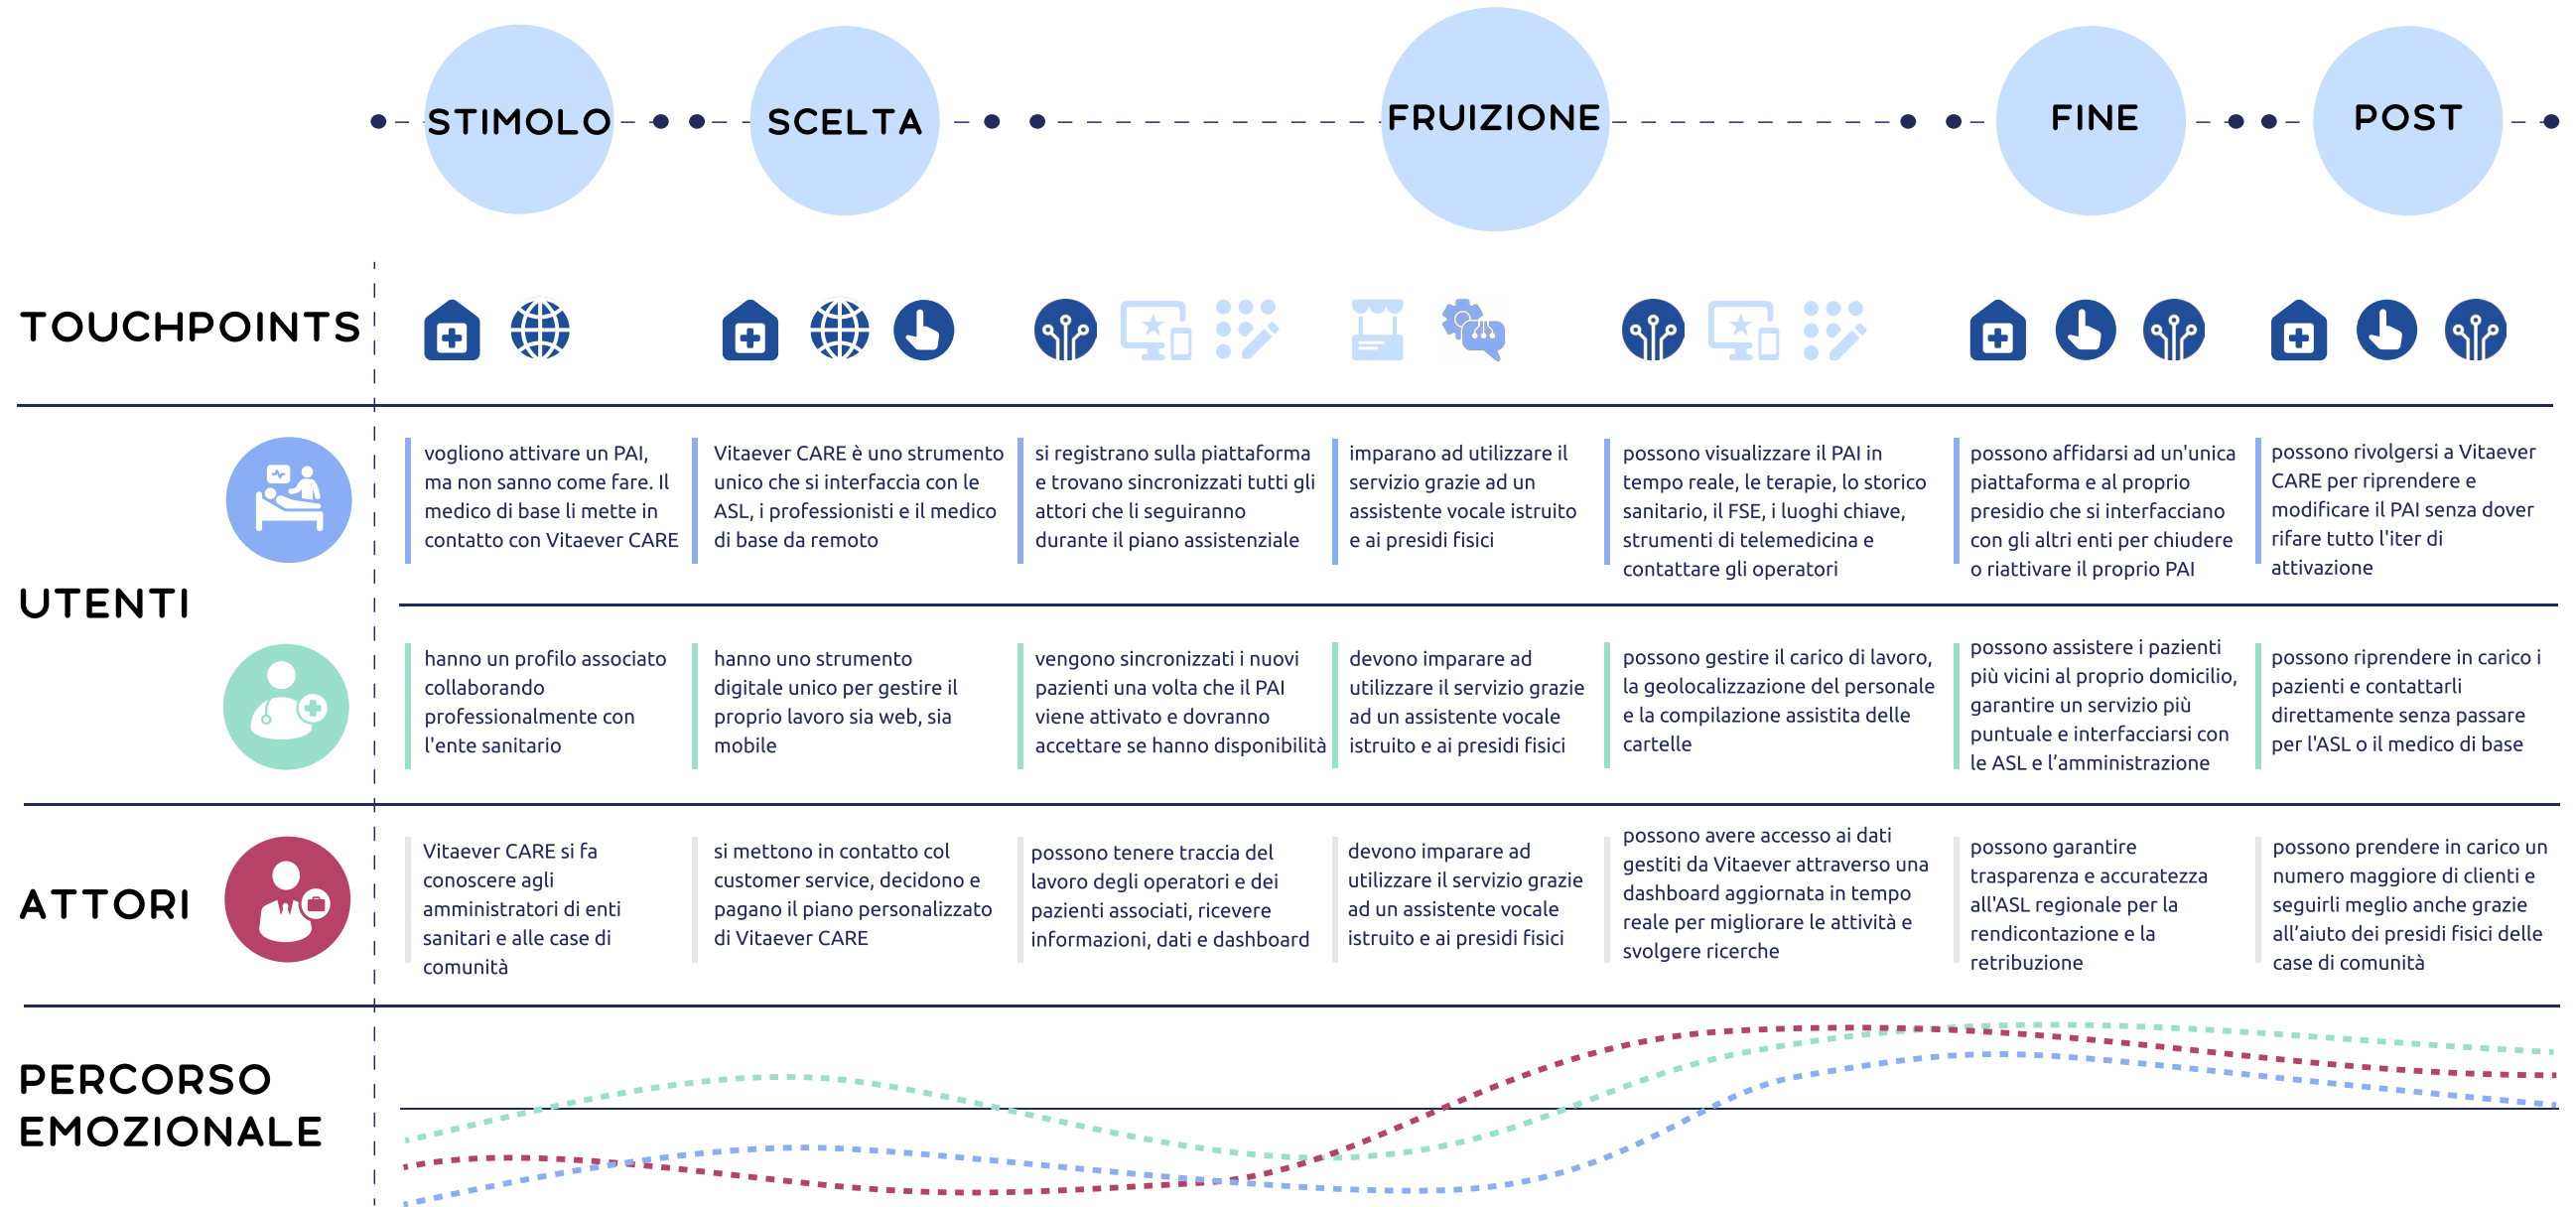 STIMOLO
SCELTA
FRUIZIONE
FINE
POST
TOUCHPOINTS
UTENTI
vogliono attivare un PAI,
ma non sanno come fare. Il
medico di base li mette in
contatto con Vitaever CARE
Vitaever CARE è uno strumento
unico che si interfaccia con le
ASL, i professionisti e il medico
di base da remoto
si registrano sulla piattaforma
e trovano sincronizzati tutti gli
attori che li seguiranno
durante il piano assistenziale
imparano ad utilizzare il
servizio grazie ad un
assistente vocale istruito
e ai presidi fisici
possono visualizzare il PAI in
tempo reale, le terapie, lo storico
sanitario, il FSE, i luoghi chiave,
strumenti di telemedicina e
contattare gli operatori
possono affidarsi ad un'unica
piattaforma e al proprio
presidio che si interfacciano
con gli altri enti per chiudere
o riattivare il proprio PAI
possono rivolgersi a Vitaever
CARE per riprendere e
modificare il PAI senza dover
rifare tutto l'iter di
attivazione
hanno un profilo associato
collaborando
professionalmente con
l'ente sanitario
hanno uno strumento
digitale unico per gestire il
proprio lavoro sia web, sia
mobile
vengono sincronizzati i nuovi
pazienti una volta che il PAI
viene attivato e dovranno
accettare se hanno disponibilità
devono imparare ad
utilizzare il servizio grazie
ad un assistente vocale
istruito e ai presidi fisici
possono gestire il carico di lavoro,
la geolocalizzazione del personale
e la compilazione assistita delle
cartelle
possono assistere i pazienti
più vicini al proprio domicilio,
garantire un servizio più
puntuale e interfacciarsi con
le ASL e l’amministrazione
possono riprendere in carico i
pazienti e contattarli
direttamente senza passare
per l'ASL o il medico di base
ATTORI
Vitaever CARE si fa
conoscere agli
amministratori di enti
sanitari e alle case di
comunità
si mettono in contatto col
customer service, decidono e
pagano il piano personalizzato
di Vitaever CARE
possono tenere traccia del
lavoro degli operatori e dei
pazienti associati, ricevere
informazioni, dati e dashboard
devono imparare ad
utilizzare il servizio grazie
ad un assistente vocale
istruito e ai presidi fisici
possono avere accesso ai dati
gestiti da Vitaever attraverso una
dashboard aggiornata in tempo
reale per migliorare le attività e
svolgere ricerche
possono garantire
trasparenza e accuratezza
all'ASL regionale per la
rendicontazione e la
retribuzione
possono prendere in carico un
numero maggiore di clienti e
seguirli meglio anche grazie
all’aiuto dei presidi fisici delle
case di comunità
PERCORSO
EMOZIONALE